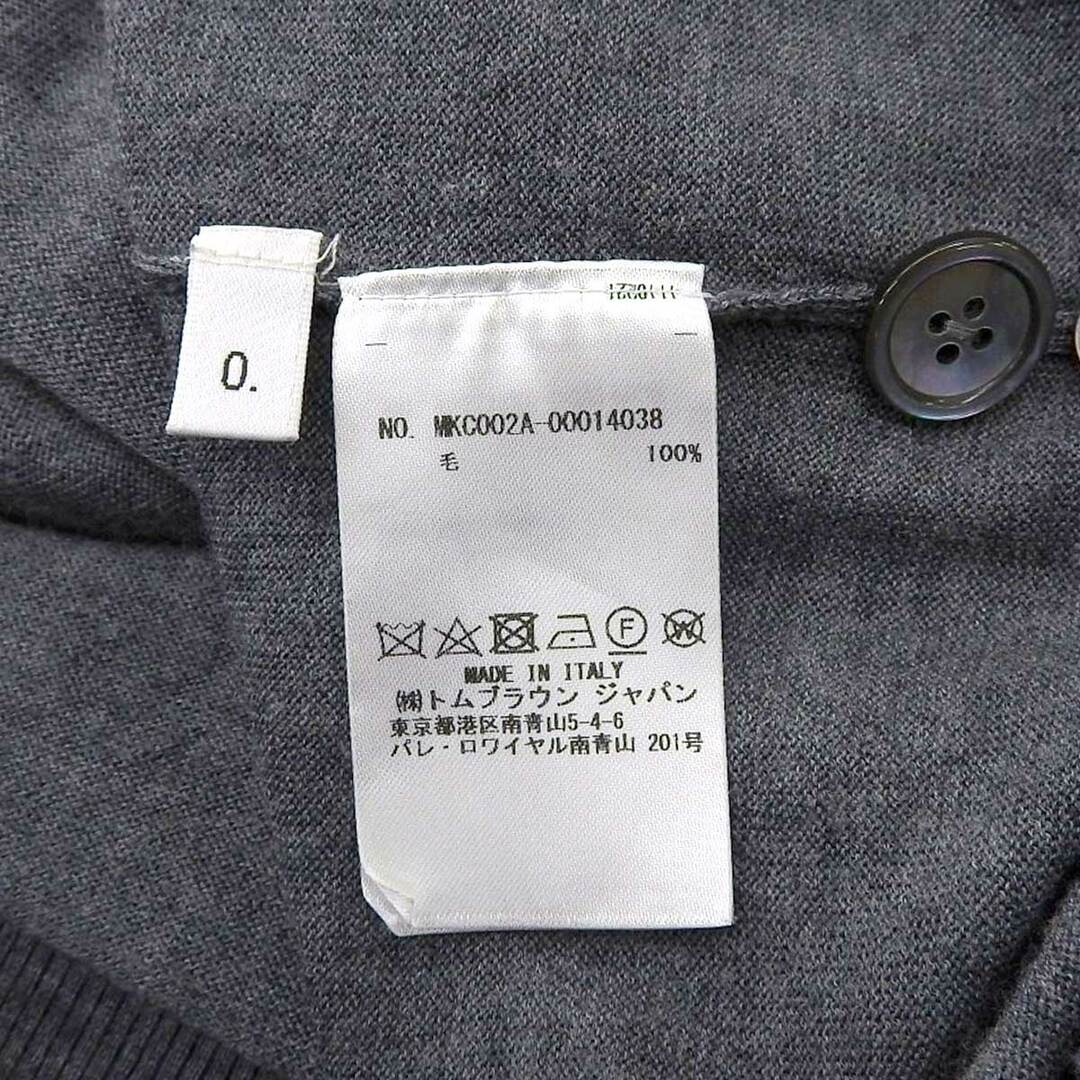 0.
NO. MKC002A-00014038
毛 100%
F W
MADE IN ITALY
㈱トムブラウン ジャパン
東京都港区南青山5-4-6
パレ・ロワイヤル南青山 201号